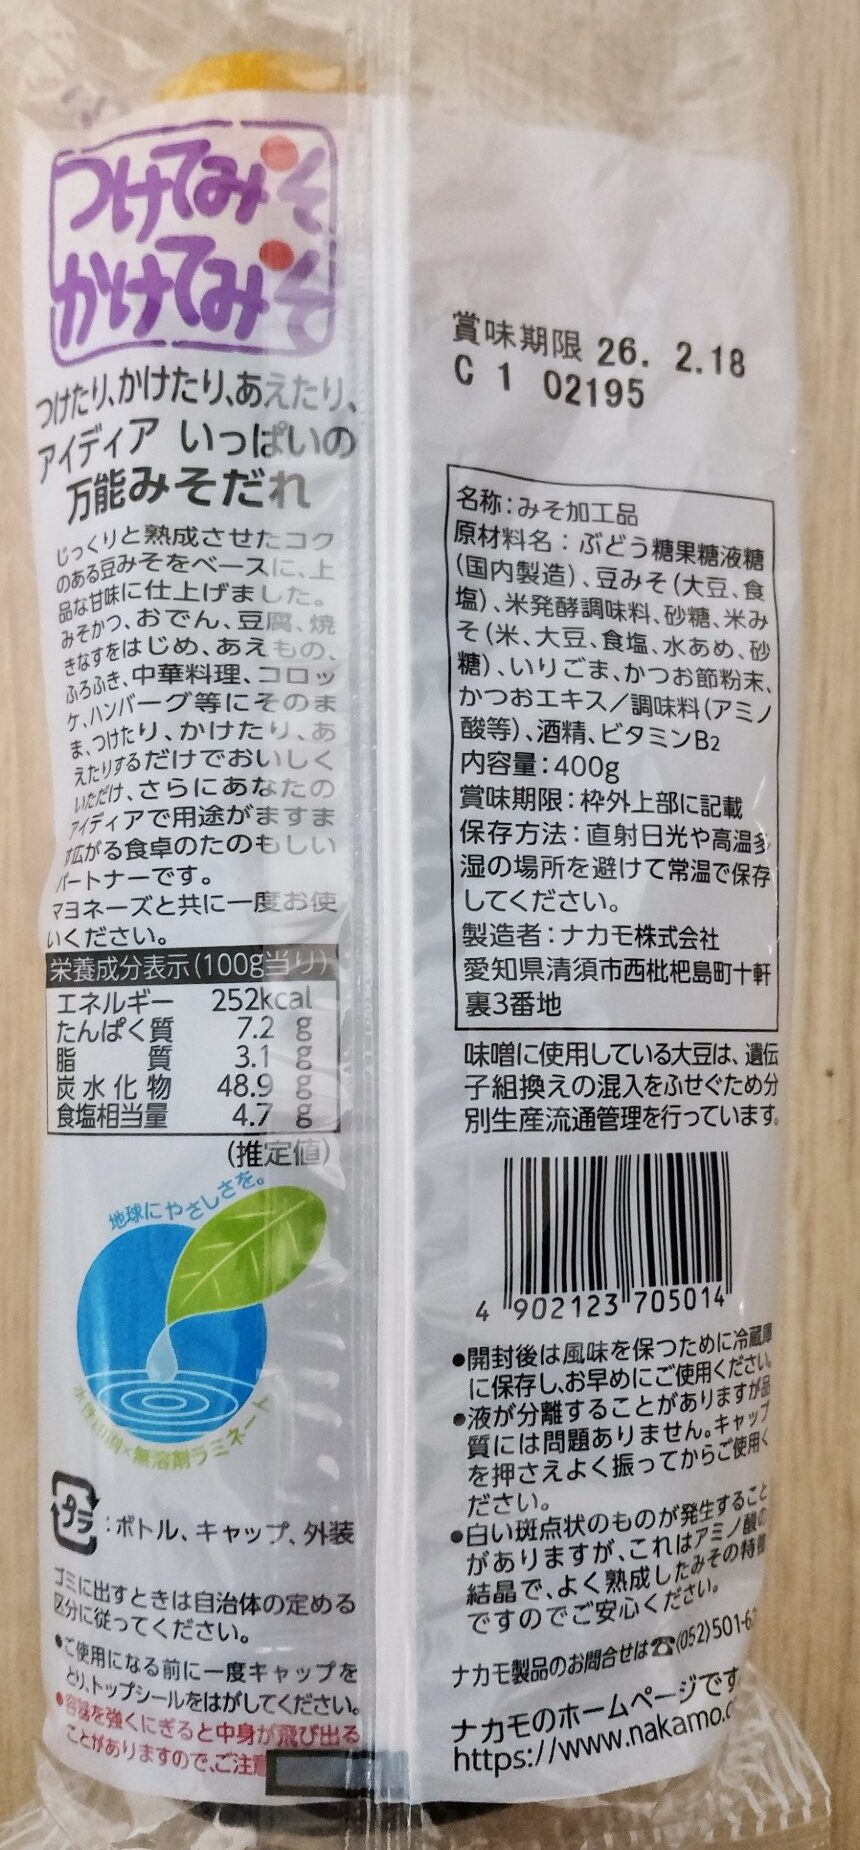 つけてみそ
かけてみそ
つけたり、かけたり、あえたり、
アイディア いっぱいの
万能みそだれ
じっくりと熟成させたコク
のある豆みそをベースに、上
品な甘味に仕上げました。
みそかつ、おでん、豆腐、焼
きなすをはじめ、あえもの、
ふろふき、中華料理、コロッ
ケ、ハンバーグ等にそのま
ま、つけたり、かけたり、あ
えたりするだけでおいしく
いただけ、さらにあなたの
アイディアで用途がますま
す広がる食卓のたのもしい
パートナーです。
マヨネーズと共に一度お使
いください。
栄養成分表示(100g当り)
エネルギー 252kcal
たんぱく質 7.2 g
脂質 3.1 g
炭水化物 48.9 g
食塩相当量 4.7 g
(推定値)
地球にやさしさを。
水性印刷×無溶剤ラミネート
プラ:ボトル、キャップ、外装
ゴミに出すときは自治体の定める
区分に従ってください。
●ご使用になる前に一度キャップを
とり、トップシールをはがしてください。
●容器を強くにぎると中身が飛び出る
ことがありますので、ご注意
賞味期限 26. 2.18
C 1 02195
名称:みそ加工品
原材料名:ぶどう糖果糖液糖
(国内製造)、豆みそ(大豆、食
塩)、米発酵調味料、砂糖、米み
そ(米、大豆、食塩、水あめ、砂
糖)、いりごま、かつお節粉末、
かつおエキス/調味料(アミノ
酸等)、酒精、ビタミンB2
内容量:400g
賞味期限:枠外上部に記載
保存方法:直射日光や高温多
湿の場所を避けて常温で保存
してください。
製造者:ナカモ株式会社
愛知県清須市西枇杷島町十軒
裏3番地
味噌に使用している大豆は、遺伝
子組換えの混入をふせぐため分
別生産流通管理を行っています。
4 902123 705014
●開封後は風味を保つために冷蔵庫
に保存し、お早めにご使用ください。
●液が分離することがありますが品
質には問題ありません。キャップ
を押さえよく振ってからご使用く
ださい。
●白い斑点状のものが発生すること
がありますが、これはアミノ酸の
結晶で、よく熟成したみその特徴
ですのでご安心ください。
ナカモ製品のお問合せは☎(052)501-6
ナカモのホームページです
https://www.nakamo.c